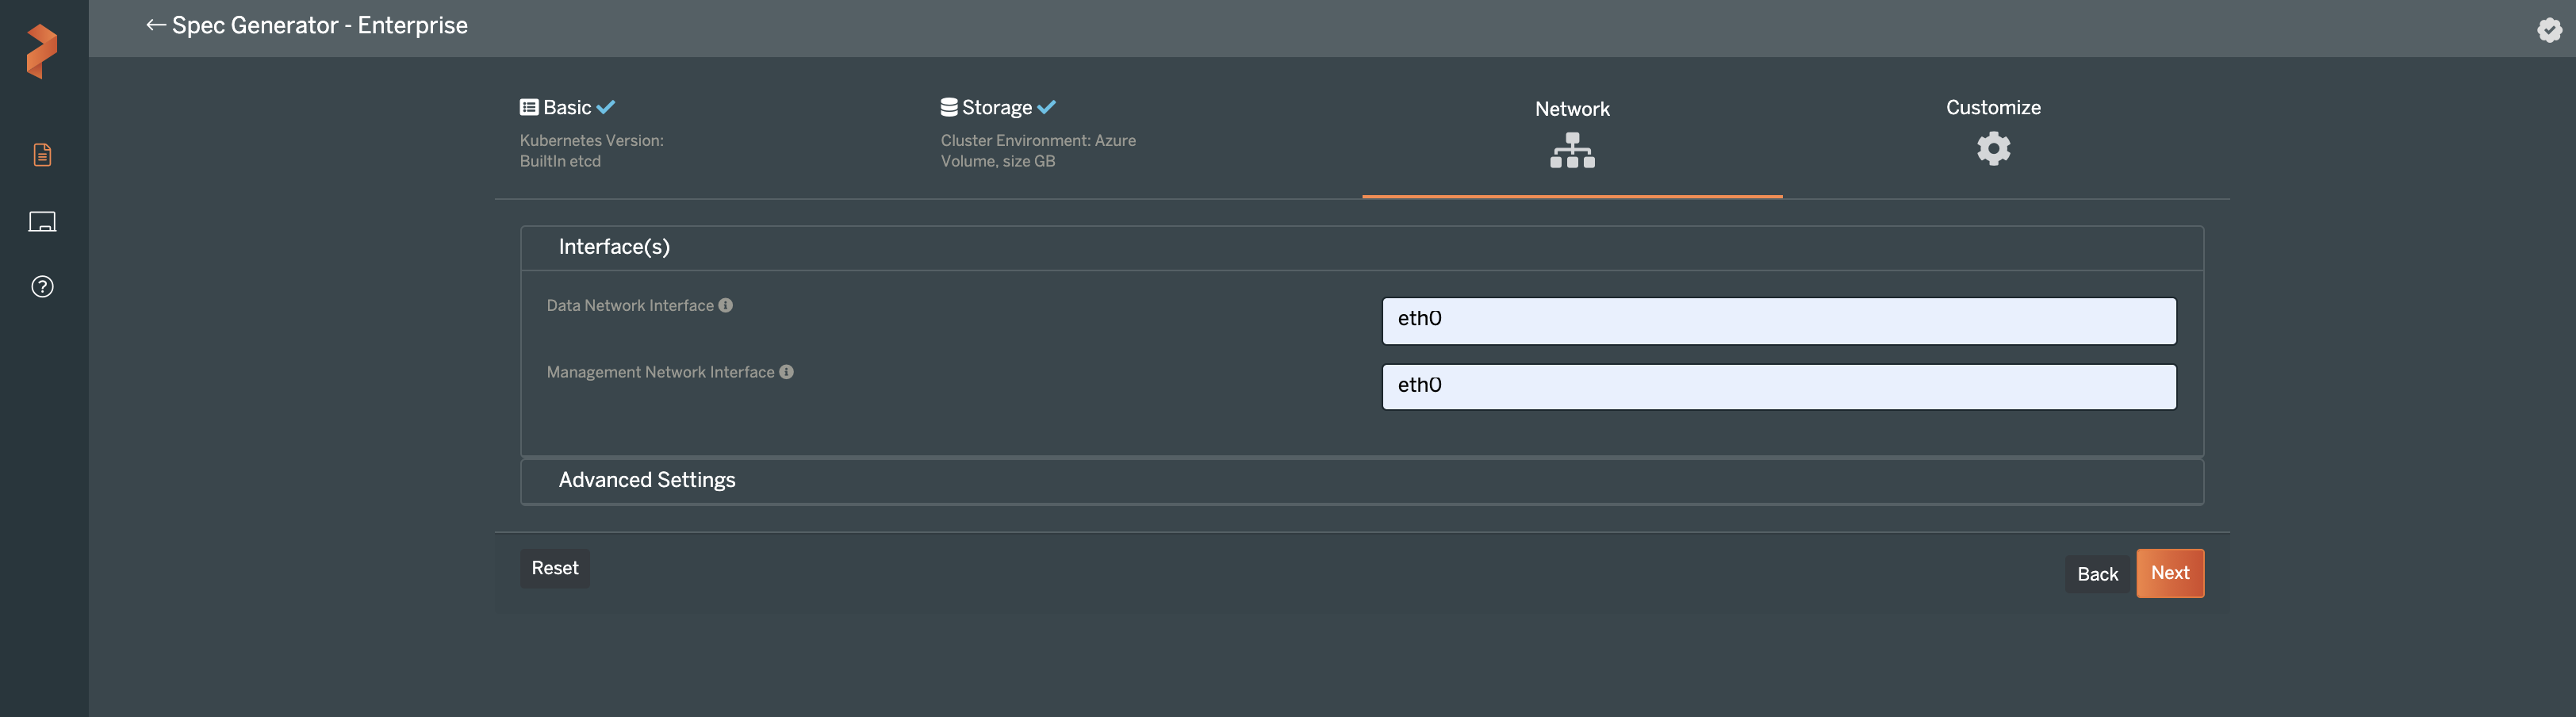 ← Spec Generator - Enterprise
Basic
Kubernetes Version:
BuiltIn etcd
Storage
Cluster Environment: Azure
Volume, size GB
Network
Customize
Interface(s)
Data Network Interface
eth0
Management Network Interface
eth0
Advanced Settings
Reset
Back
Next